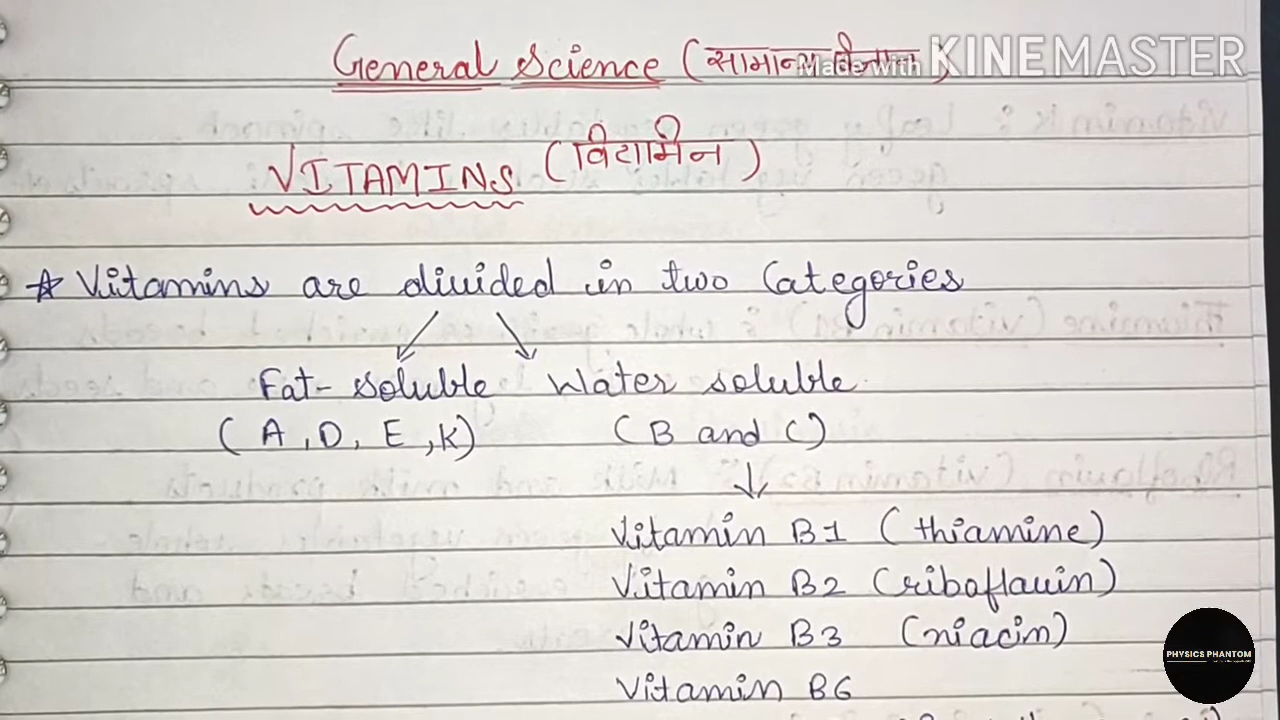 General Science (सामान्य विज्ञान)
Made with KINEMASTER
VITAMINS (विटामिन)
☆ Vitamins are divided in two Categories
Fat-soluble Water soluble
(A, D, E, K) (B and C)
Vitamin B1 (thiamine)
Vitamin B2 (riboflavin)
Vitamin B3 (niacin)
Vitamin B6
PHYSICS PHANTOM